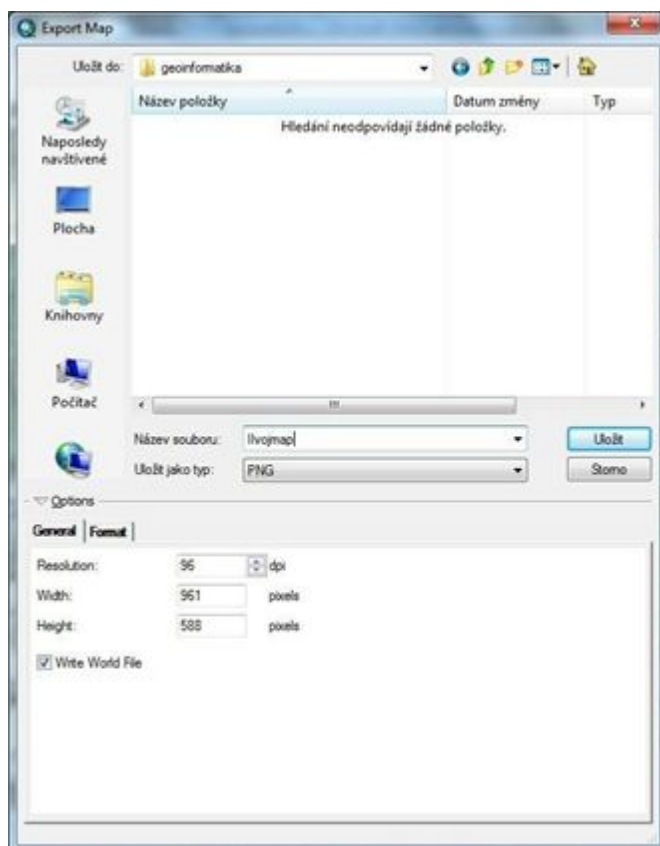 Export Map
Uložit do: geoinformatika
Název položky Datum změny Typ
Hledání neodpovídají žádné položky.
Naposledy navštívené
Plocha
Knihovny
Počítač
Název souboru: IIvojmap
Uložit
Uložit jako typ: PNG
Storno
Options
General Format
Resolution: 96 dpi
Width: 961 pixels
Height: 588 pixels
Write World File